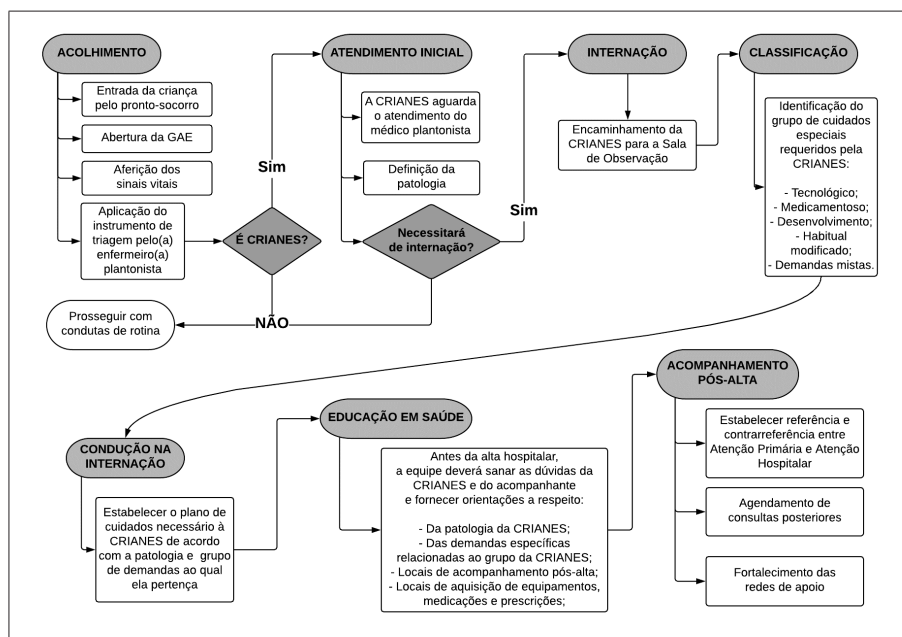 ACOLHIMENTO
Entrada da criança
pelo pronto-socorro
Abertura da GAE
Aferição dos
sinais vitais
Aplicação do
instrumento de
triagem pelo(a)
enfermeiro(a)
plantonista
É CRIANES?
Sim
NÃO
Prosseguir com
condutas de rotina
ATENDIMENTO INICIAL
A CRIANES aguarda
o atendimento do
médico plantonista
Definição da
patologia
Necessitará
de internação?
Sim
INTERNAÇÃO
Encaminhamento da
CRIANES para a Sala
de Observação
CLASSIFICAÇÃO
Identificação do
grupo de cuidados
especiais
requeridos pela
CRIANES:
- Tecnológico;
- Medicamentoso;
- Desenvolvimento;
- Habitual
modificado;
- Demandas mistas.
CONDUÇÃO NA
INTERNAÇÃO
Estabelecer o plano de
cuidados necessário à
CRIANES de acordo
com a patologia e grupo
de demandas ao qual
ela pertença
EDUCAÇÃO EM SAÚDE
Antes da alta hospitalar,
a equipe deverá sanar as dúvidas da
CRIANES e do acompanhante
e fornecer orientações a respeito:
- Da patologia da CRIANES;
- Das demandas específicas
relacionadas ao grupo da CRIANES;
- Locais de acompanhamento pós-alta;
- Locais de aquisição de equipamentos,
medicações e prescrições;
ACOMPANHAMENTO
PÓS-ALTA
Estabelecer referência e
contrarreferência entre
Atenção Primária e Atenção
Hospitalar
Agendamento de
consultas posteriores
Fortalecimento das
redes de apoio